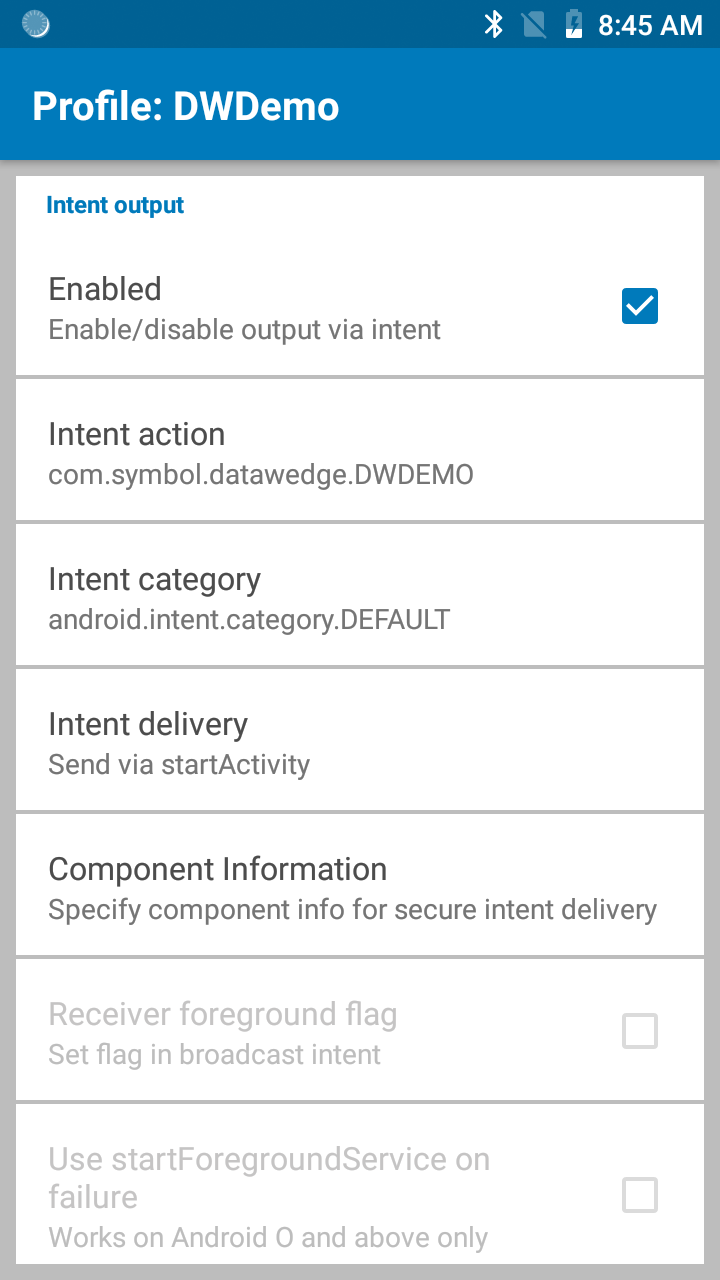 8:45 AM
Profile: DWDemo
Intent output
Enabled
Enable/disable output via intent
Intent action
com.symbol.datawedge.DWDEMO
Intent category
android.intent.category.DEFAULT
Intent delivery
Send via startActivity
Component Information
Specify component info for secure intent delivery
Receiver foreground flag
Set flag in broadcast intent
Use startForegroundService on
failure
Works on Android O and above only